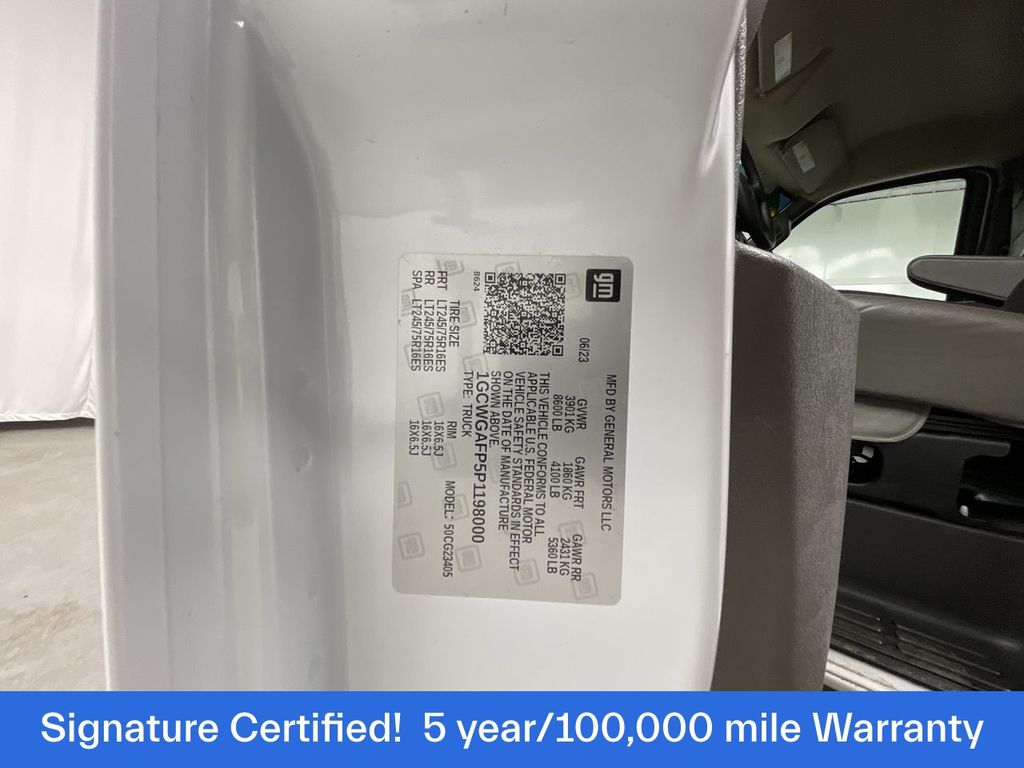 gm
MFD BY GENERAL MOTORS LLC
06/23
GVWR GAWR FRT GAWR RR
3901 KG 1860 KG 2431 KG
8600 LB 4100 LB 5360 LB
THIS VEHICLE CONFORMS TO ALL
APPLICABLE U.S. FEDERAL MOTOR
VEHICLE SAFETY STANDARDS IN EFFECT
ON THE DATE OF MANUFACTURE
SHOWN ABOVE.
8624
1GCWGAFP5P1198000
TYPE: TRUCK
MODEL: 50CG23405
TIRE SIZE RIM
FRT LT245/75R16ES 16X6.5J
RR LT245/75R16ES 16X6.5J
SPA LT245/75R16ES 16X6.5J
Signature Certified! 5 year/100,000 mile Warranty